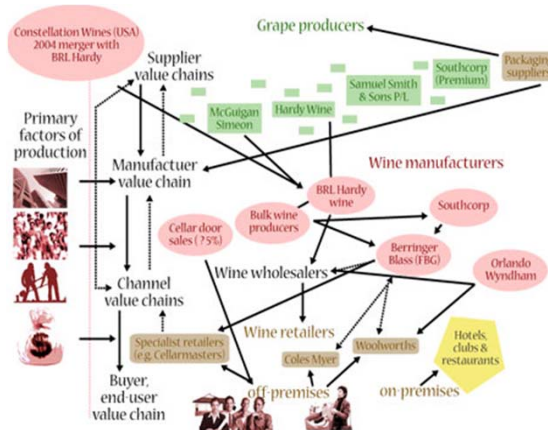 Constellation Wines (USA)
2004 merger with
BRL Hardy
Supplier
value chains
Grape producers
Packaging
suppliers
Southcorp
(Premium)
Samuel Smith
& Sons P/L
Hardy Wine
McGuigan
Simeon
Primary
factors of
production
Manufactuer
value chain
Wine manufacturers
BRL Hardy
wine
Bulk wine
producers
Southcorp
Cellar door
sales (?5%)
Berringer
Blass (FBG)
Orlando
Wyndham
Wine wholesalers
Channel
value chains
Wine retailers
Specialist retailers
(e.g. Cellarmasters)
Coles Myer
Woolworths
Hotels,
clubs &
restaurants
Buyer,
end-user
value chain
off-premises
on-premises
$